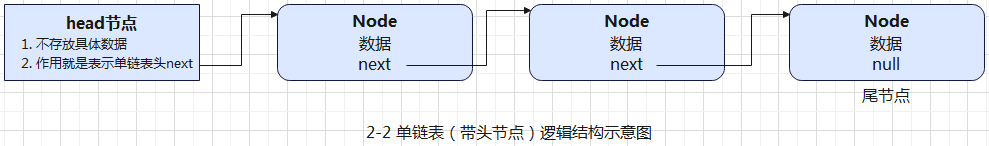 head节点
1. 不存放具体数据
2. 作用就是表示单链表头next
Node
数据
next
Node
数据
next
Node
数据
null
尾节点
2-2 单链表（带头节点）逻辑结构示意图